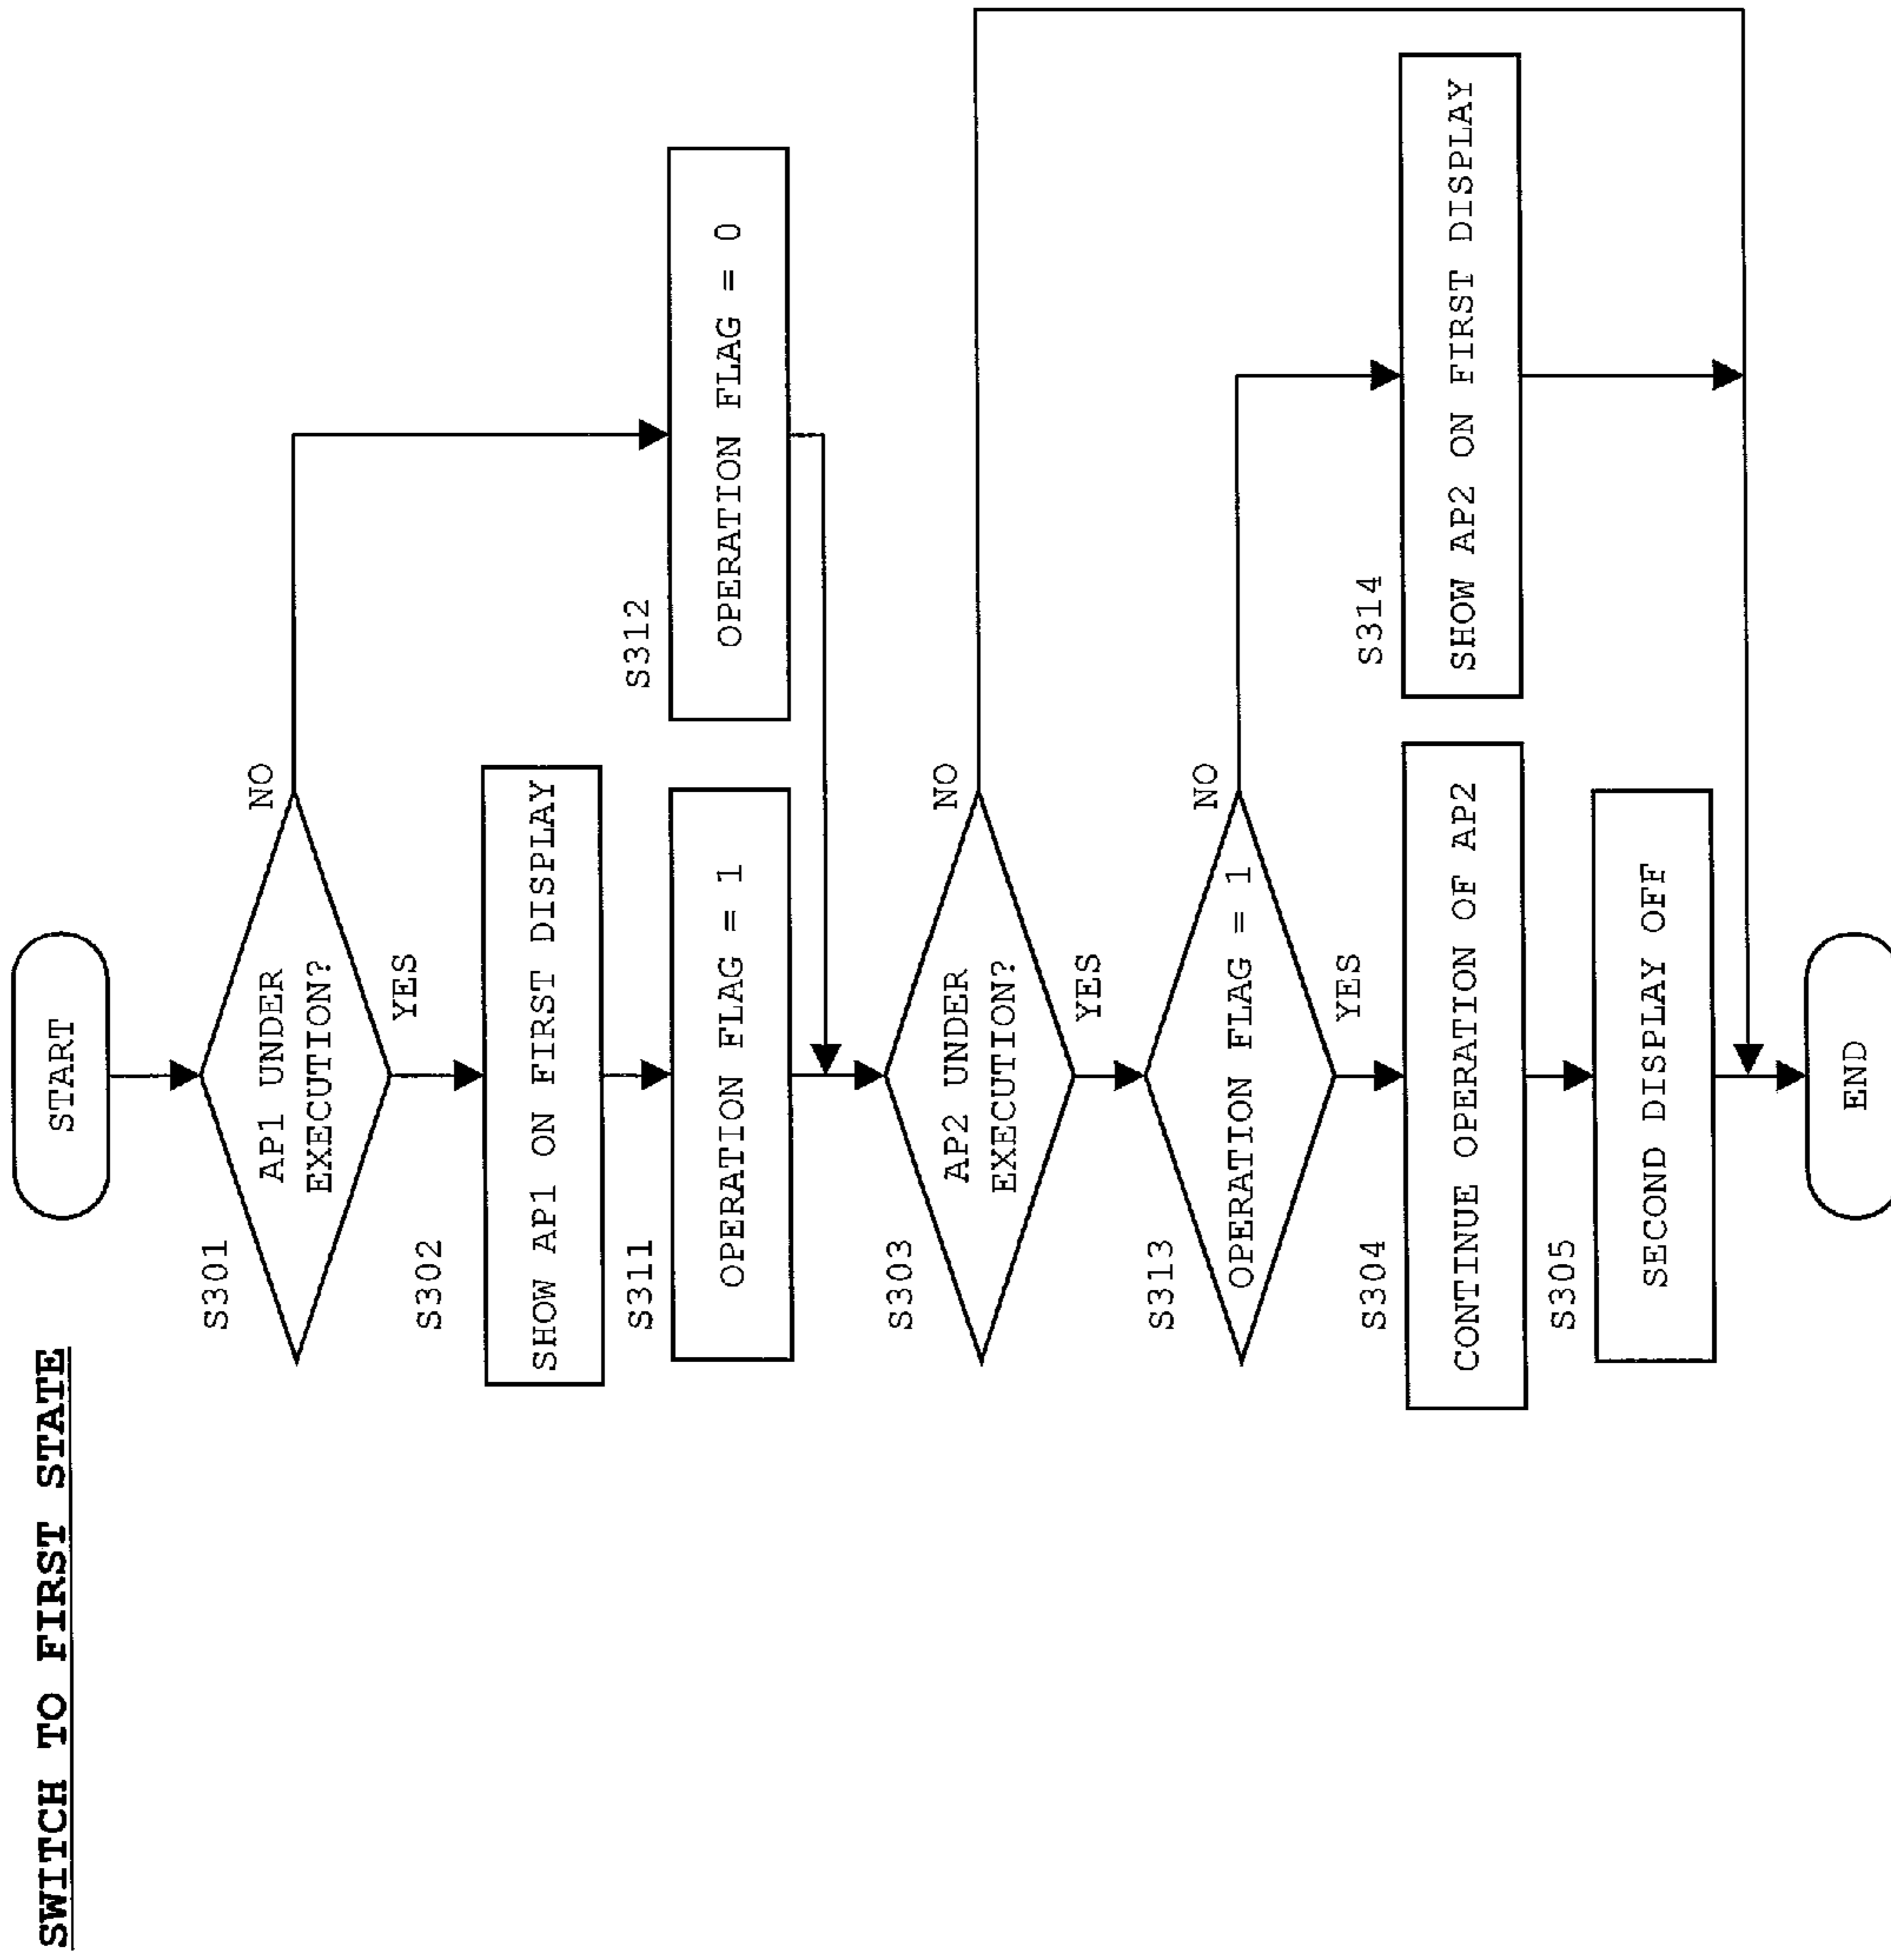 SWITCH TO FIRST STATE
START
S301
AP1 UNDER
EXECUTION?
NO
YES
S302
SHOW AP1 ON FIRST DISPLAY
S311
OPERATION FLAG = 1
S312
OPERATION FLAG = 0
S303
AP2 UNDER
EXECUTION?
NO
YES
S313
OPERATION FLAG = 1
NO
YES
S304
CONTINUE OPERATION OF AP2
S314
SHOW AP2 ON FIRST DISPLAY
S305
SECOND DISPLAY OFF
END